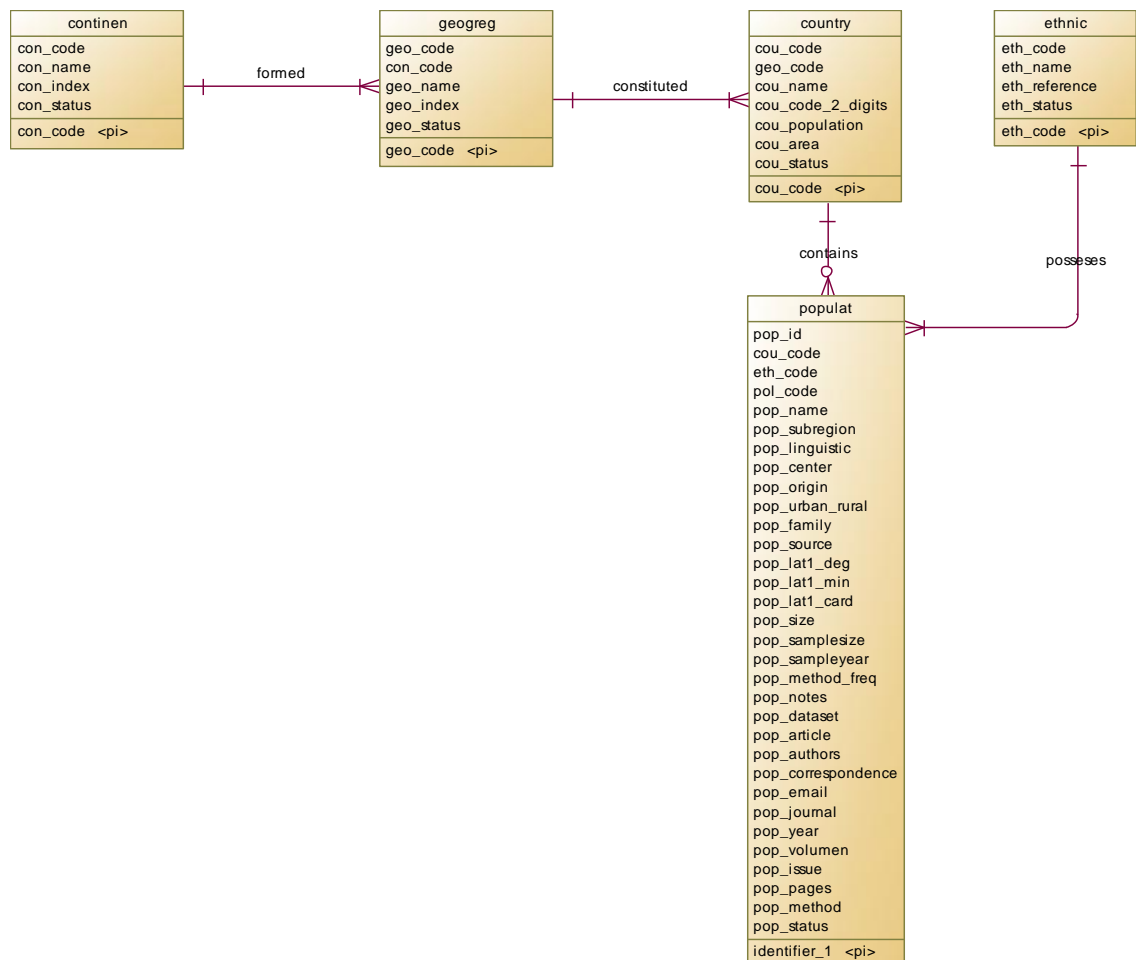 continen
con_code
con_name
con_index
con_status
con_code <pi>
formed
geogreg
geo_code
con_code
geo_name
geo_index
geo_status
geo_code <pi>
constituted
country
cou_code
geo_code
cou_name
cou_code_2_digits
cou_population
cou_area
cou_status
cou_code <pi>
ethnic
eth_code
eth_name
eth_reference
eth_status
eth_code <pi>
contains
posseses
populat
pop_id
cou_code
eth_code
pol_code
pop_name
pop_subregion
pop_linguistic
pop_center
pop_origin
pop_urban_rural
pop_family
pop_source
pop_lat1_deg
pop_lat1_min
pop_lat1_card
pop_size
pop_samplesize
pop_sampleyear
pop_method_freq
pop_notes
pop_dataset
pop_article
pop_authors
pop_correspondence
pop_email
pop_journal
pop_year
pop_volumen
pop_issue
pop_pages
pop_method
pop_status
identifier_1 <pi>